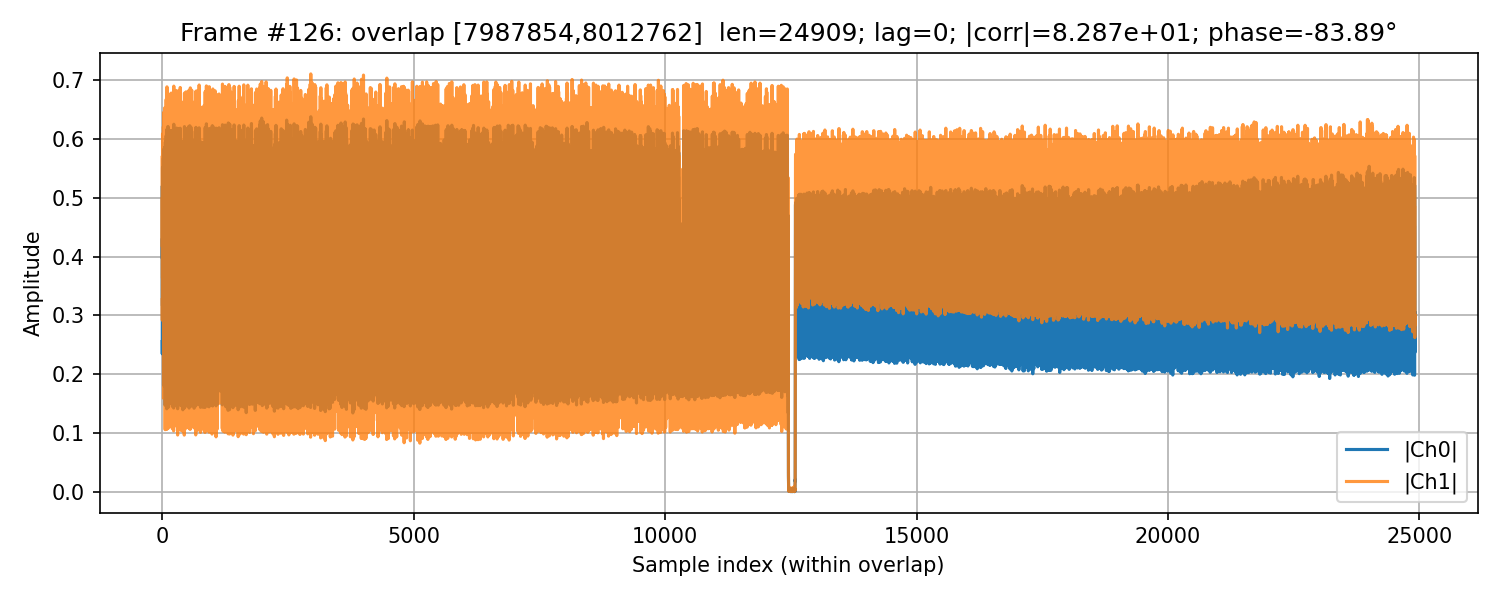 Frame #126: overlap [7987854,8012762]  len=24909; lag=0; |corr|=8.287e+01; phase=-83.89°
Amplitude
0.7
0.6
0.5
0.4
0.3
0.2
0.1
0.0
|Ch0|
|Ch1|
0 5000 10000 15000 20000 25000
Sample index (within overlap)